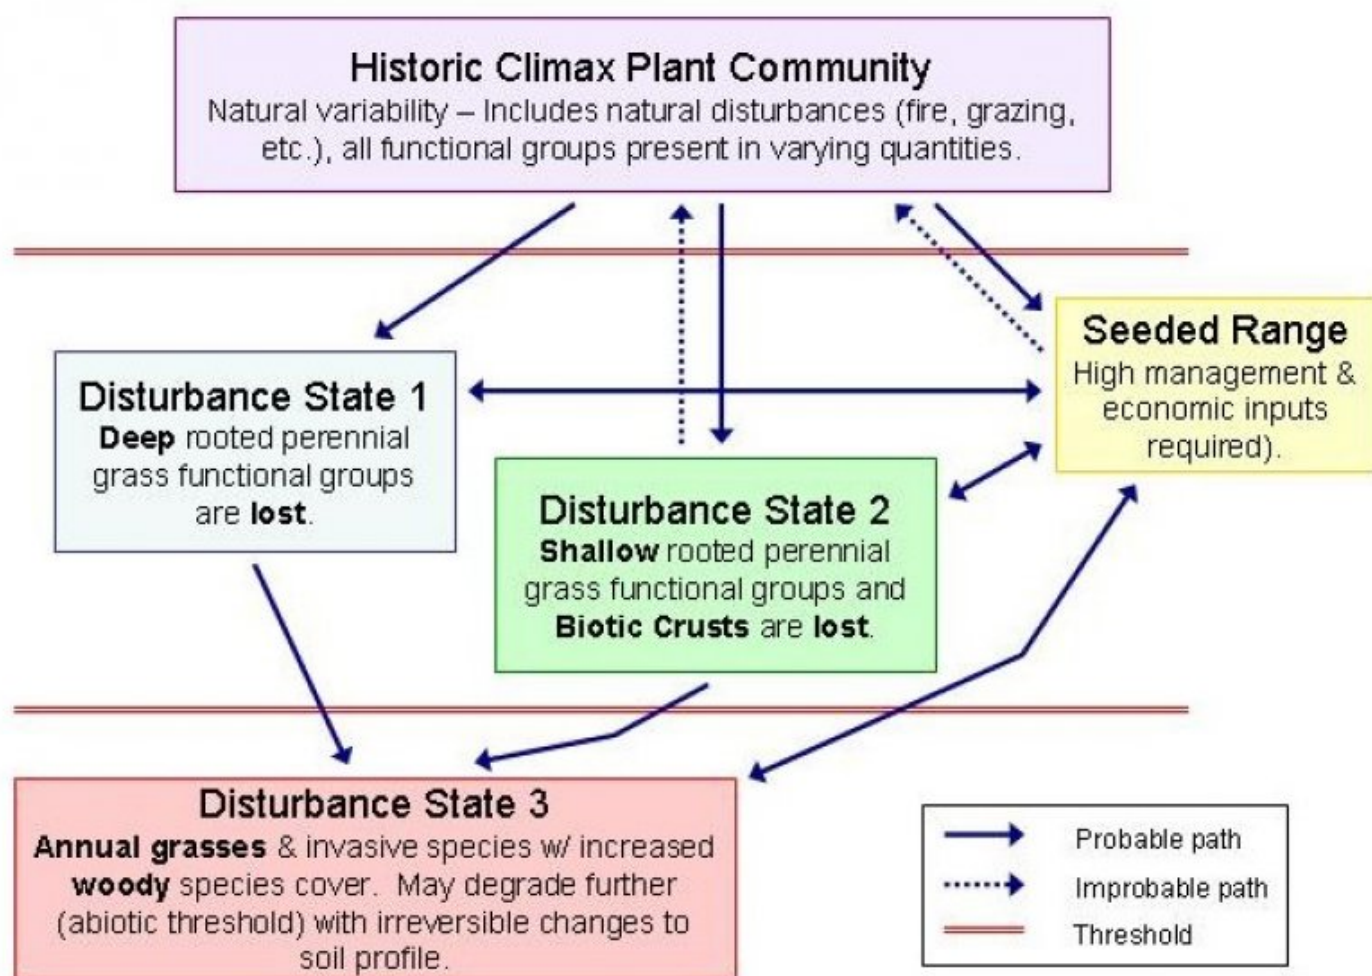 Historic Climax Plant Community
Natural variability – Includes natural disturbances (fire, grazing,
etc.), all functional groups present in varying quantities.
Seeded Range
High management &
economic inputs
required).
Disturbance State 1
Deep rooted perennial
grass functional groups
are lost.
Disturbance State 2
Shallow rooted perennial
grass functional groups and
Biotic Crusts are lost.
Disturbance State 3
Annual grasses & invasive species w/ increased
woody species cover. May degrade further
(abiotic threshold) with irreversible changes to
soil profile.
Probable path
Improbable path
Threshold